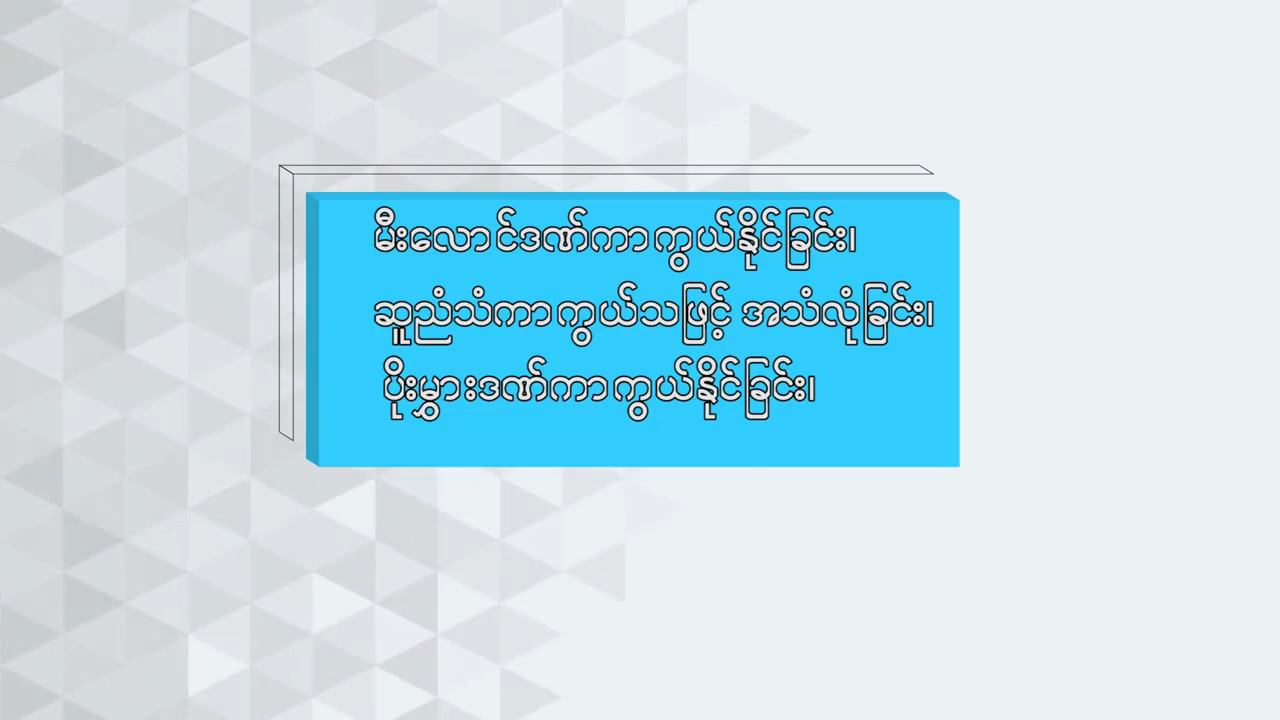 မီးလောင်ဒဏ်ကာကွယ်နိုင်ခြင်း၊
ဆူညံသံကာကွယ်သဖြင့် အသံလုံခြင်း၊
ပိုးမွှားဒဏ်ကာကွယ်နိုင်ခြင်း၊